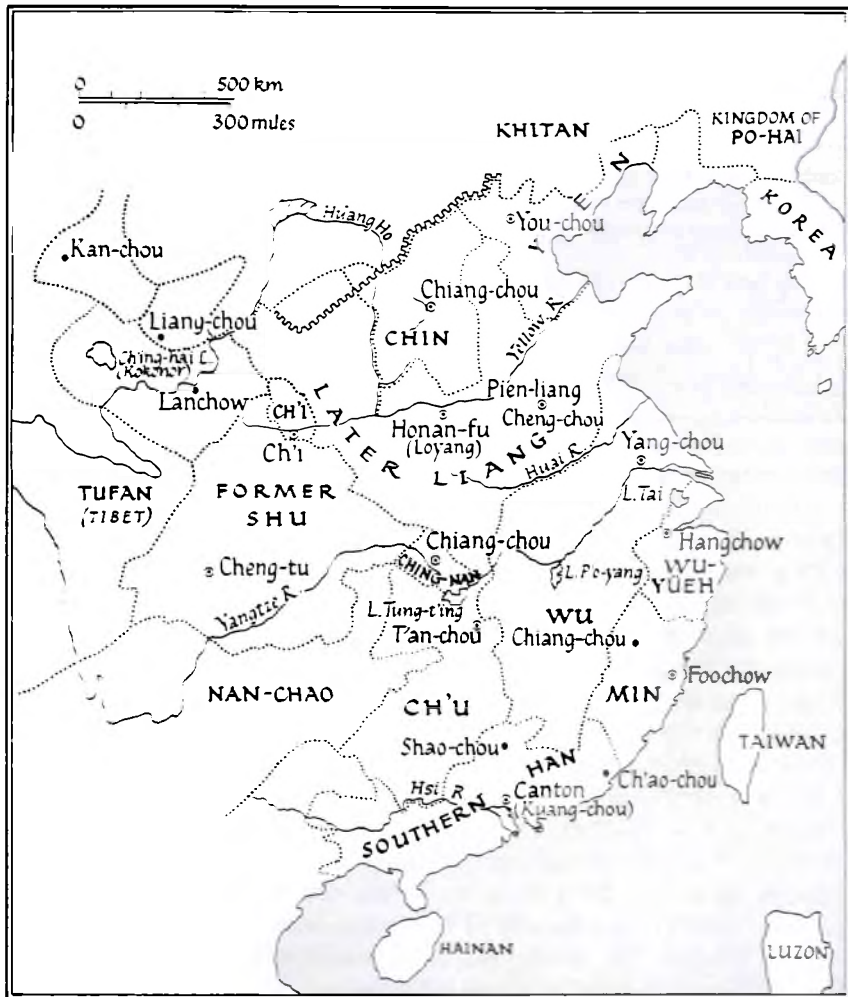 0 500 km
0 300 miles
KHITAN
KINGDOM OF
PO-HAI
KOREA
YEN
Huang Ho
You-chou
Kan-chou
Chiang-chou
CHIN
Yellow R.
Liang-chou
Ching-hai L.
(Kokonor)
Lanchow
CH'I
Ch'i
LATER LIANG
Pien-liang
Cheng-chou
Honan-fu
(Loyang)
Huai R.
Yang-chou
L.Tai
TUFAN
(TIBET)
FORMER
SHU
Chiang-chou
CHING-NAN
Hangchow
WU-
YÜEH
Cheng-tu
L.Po-yang
Yangtze R.
L.Tung-t'ing
T'an-chou
WU
Chiang-chou
Foochow
NAN-CHAO
CH'U
MIN
TAIWAN
Shao-chou
Ch'ao-chou
Hsi R
Canton
(Kuang-chou)
SOUTHERN HAN
HAINAN
LUZON